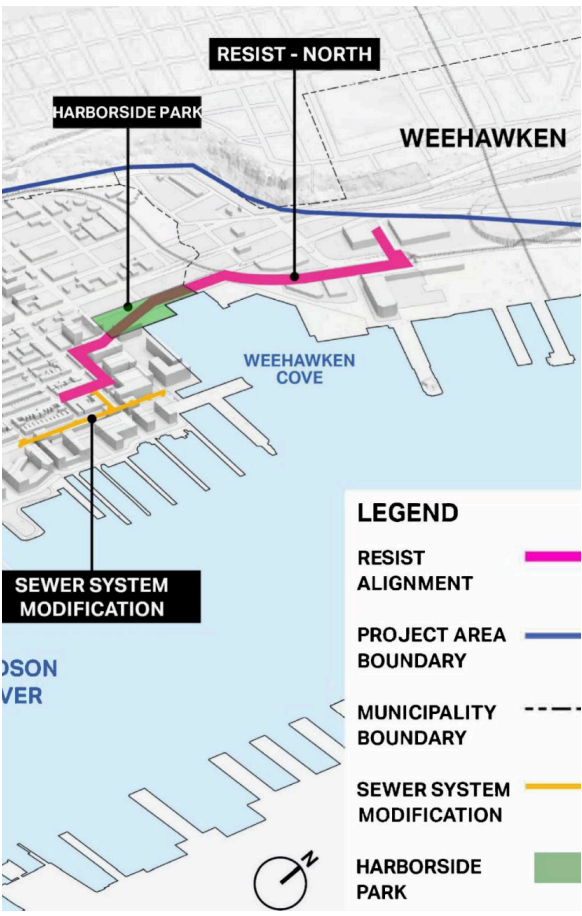 RESIST - NORTH
HARBORSIDE PARK
WEEHAWKEN
WEEHAWKEN
COVE
SEWER SYSTEM
MODIFICATION
DSON
VER
LEGEND
RESIST
ALIGNMENT
PROJECT AREA
BOUNDARY
MUNICIPALITY
BOUNDARY
SEWER SYSTEM
MODIFICATION
HARBORSIDE
PARK
N